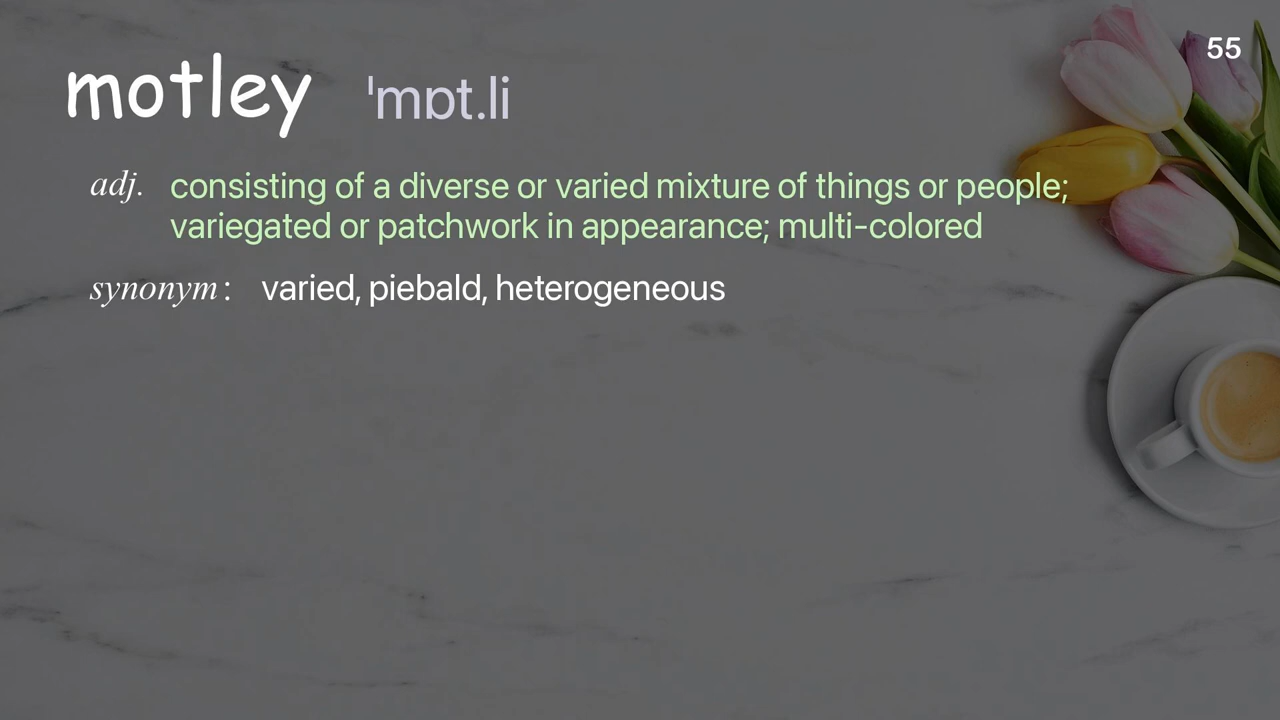 55
motley ˈmɒt.li
adj. consisting of a diverse or varied mixture of things or people;
variegated or patchwork in appearance; multi-colored
synonym: varied, piebald, heterogeneous